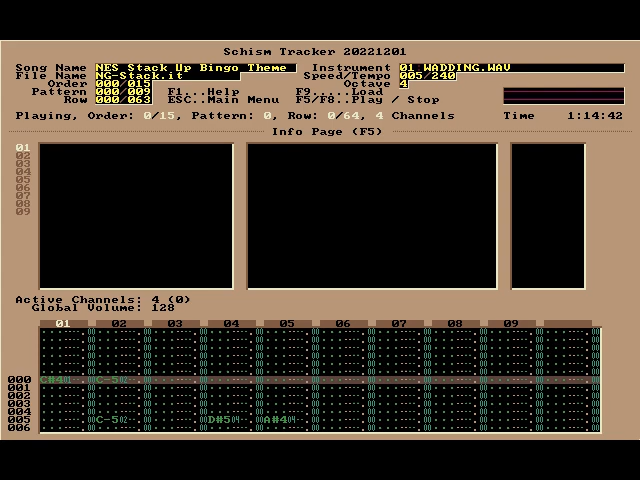 Schism Tracker 20221201
Song Name NES Stack Up Bingo Theme Instrument 01 WADDING.WAV
File Name NG-Stack.it Speed/Tempo 005/240
Order 000/015 Octave 4
Pattern 000/009 F1...Help F9.....Load
Row 000/063 ESC..Main Menu F5/F8..Play / Stop
Playing, Order: 0/15, Pattern: 0, Row: 0/64, 4 Channels Time 1:14:42
Info Page (F5)
01
02
03
04
05
06
07
08
09
Active Channels: 4 (0)
Global Volume: 128
01 02 03 04 05 06 07 08 09
000 C#401 C-502
001
002
003
004
005 C-502 D#504 A#404
006